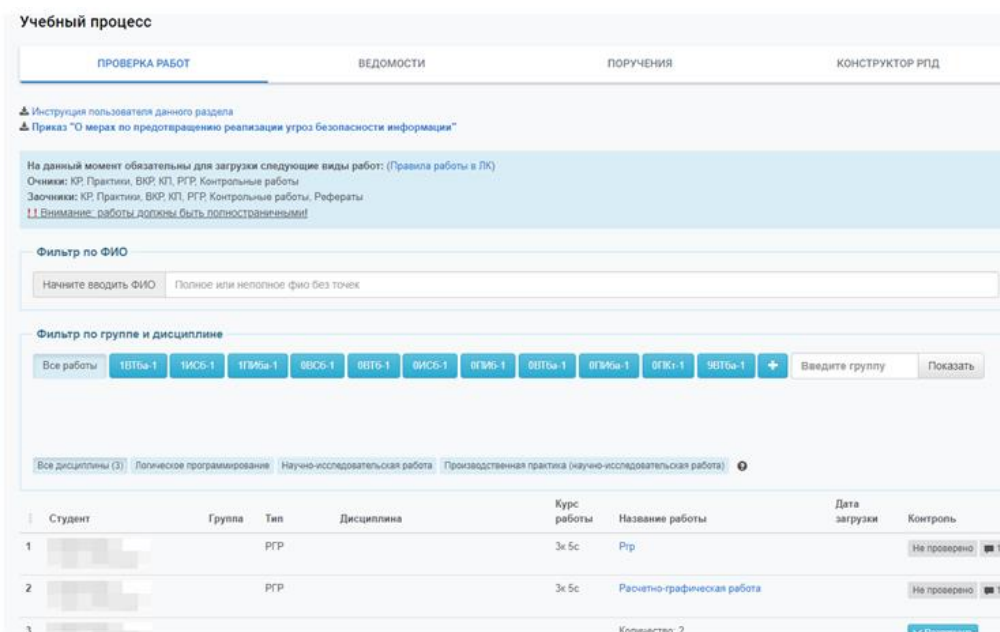 Учебный процесс
ПРОВЕРКА РАБОТ ВЕДОМОСТИ ПОРУЧЕНИЯ КОНСТРУКТОР РПД
Инструкция пользователя данного раздела
Приказ "О мерах по предотвращению реализации угроз безопасности информации"
На данный момент обязательны для загрузки следующие виды работ: (Правила работы в ЛК)
Очники: КР, Практики, ВКР, КП, РГР, Контрольные работы
Заочники: КР, Практики, ВКР, КП, РГР, Контрольные работы, Рефераты
!! Внимание: работы должны быть полностраничными!
Фильтр по ФИО
Начните вводить ФИО Полное или неполное фио без точек
Фильтр по группе и дисциплине
Все работы 1ВТба-1 1ИСб-1 1ПИба-1 0ВСб-1 0ВТб-1 0ИСб-1 0ПИб-1 0ВТба-1 0ПИба-1 0ПКт-1 9ВТба-1 + Введите группу Показать
Все дисциплины (3) Логическое программирование Научно-исследовательская работа Производственная практика (научно-исследовательская работа)
Студент Группа Тип Дисциплина Курс работы Название работы Дата загрузки Контроль
1 РГР 3к 5с Ргр Не проверено 1
2 РГР 3к 5с Расчетно-графическая работа Не проверено 1
3 Количество: 2